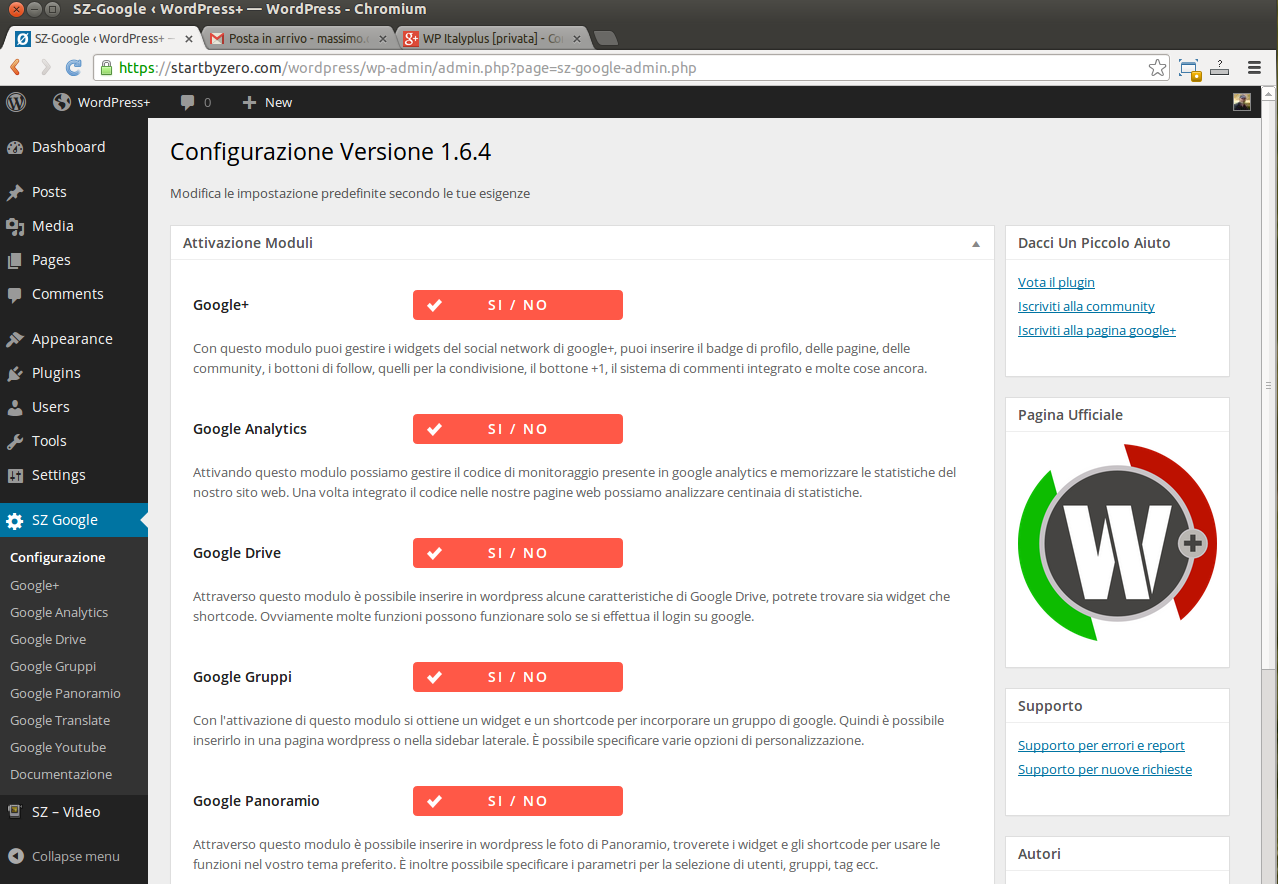 SZ-Google ‹ WordPress+ — WordPress - Chromium
SZ-Google ‹ WordPress+ —
Posta in arrivo - massimo.
WP Italyplus [privata] - Co
https://startbyzero.com/wordpress/wp-admin/admin.php?page=sz-google-admin.php
WordPress+
0
New
Dashboard
Posts
Media
Pages
Comments
Appearance
Plugins
Users
Tools
Settings
SZ Google
Configurazione
Google+
Google Analytics
Google Drive
Google Gruppi
Google Panoramio
Google Translate
Google Youtube
Documentazione
SZ – Video
Collapse menu
Configurazione Versione 1.6.4
Modifica le impostazione predefinite secondo le tue esigenze
Attivazione Moduli
Google+
SI / NO
Con questo modulo puoi gestire i widgets del social network di google+, puoi inserire il badge di profilo, delle pagine, delle
community, i bottoni di follow, quelli per la condivisione, il bottone +1, il sistema di commenti integrato e molte cose ancora.
Google Analytics
SI / NO
Attivando questo modulo possiamo gestire il codice di monitoraggio presente in google analytics e memorizzare le statistiche del
nostro sito web. Una volta integrato il codice nelle nostre pagine web possiamo analizzare centinaia di statistiche.
Google Drive
SI / NO
Attraverso questo modulo è possibile inserire in wordpress alcune caratteristiche di Google Drive, potrete trovare sia widget che
shortcode. Ovviamente molte funzioni possono funzionare solo se si effettua il login su google.
Google Gruppi
SI / NO
Con l'attivazione di questo modulo si ottiene un widget e un shortcode per incorporare un gruppo di google. Quindi è possibile
inserirlo in una pagina wordpress o nella sidebar laterale. È possibile specificare varie opzioni di personalizzazione.
Google Panoramio
SI / NO
Attraverso questo modulo è possibile inserire in wordpress le foto di Panoramio, troverete i widget e gli shortcode per usare le
funzioni nel vostro tema preferito. È inoltre possibile specificare i parametri per la selezione di utenti, gruppi, tag ecc.
Dacci Un Piccolo Aiuto
Vota il plugin
Iscriviti alla community
Iscriviti alla pagina google+
Pagina Ufficiale
W
Supporto
Supporto per errori e report
Supporto per nuove richieste
Autori